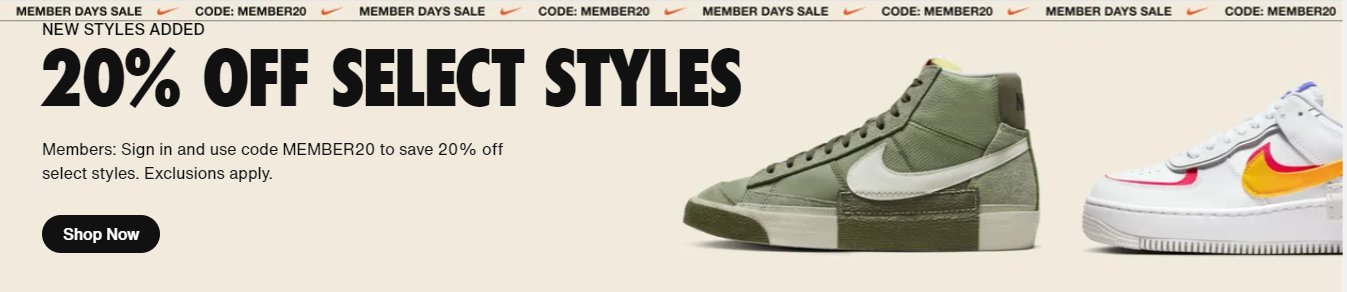 MEMBER DAYS SALE CODE: MEMBER20 MEMBER DAYS SALE CODE: MEMBER20 MEMBER DAYS SALE CODE: MEMBER20 MEMBER DAYS SALE CODE: MEMBER20
NEW STYLES ADDED
20% OFF SELECT STYLES
Members: Sign in and use code MEMBER20 to save 20% off
select styles. Exclusions apply.
Shop Now